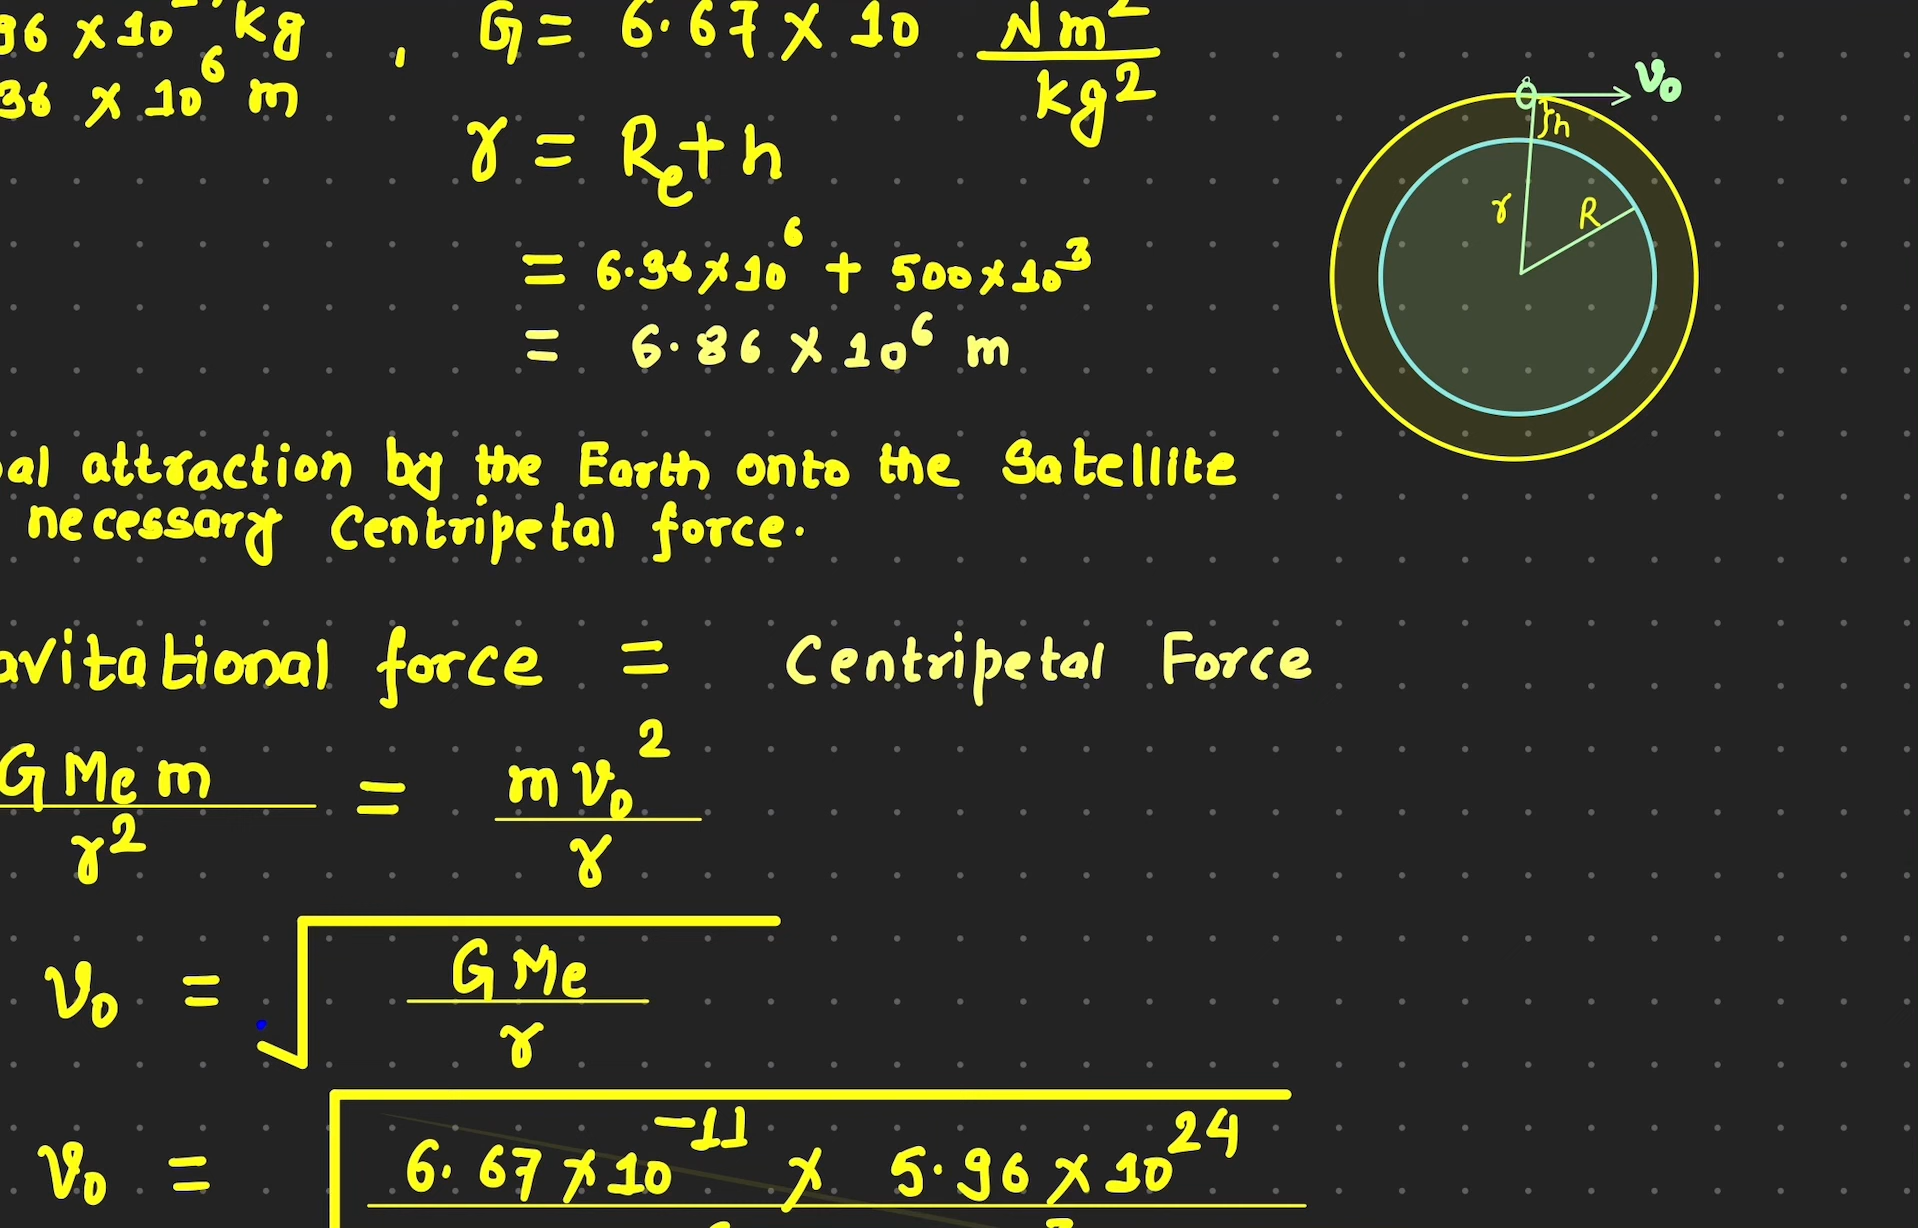 96 × 10 kg , G = 6.67 × 10 Nm²/kg²
36 × 10⁶ m
r = Re + h
= 6.36 × 10⁶ + 500 × 10³
= 6.86 × 10⁶ m
v₀
h
r
R
al attraction by the Earth onto the Satellite
necessary Centripetal force.
avitational force = Centripetal Force
G Me m / r² = m v₀² / r
v₀ = √(G Me / r)
v₀ = √(6.67 × 10⁻¹¹ × 5.96 × 10²⁴